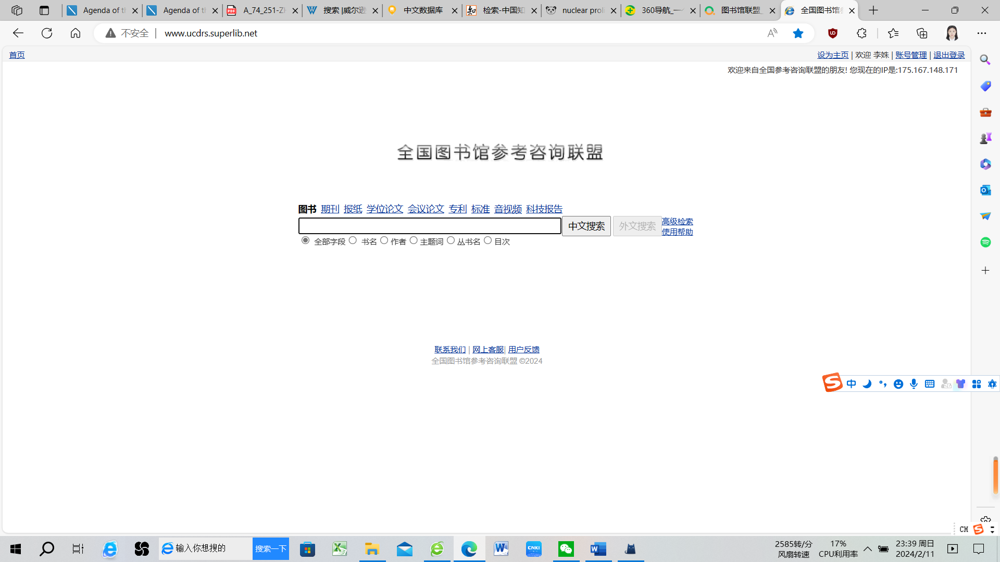 Agenda of th
Agenda of th
A_74_251-ZH
搜索 |威尔逊
中文数据库
检索-中国知
nuclear proli
360导航_一个
图书馆联盟_
全国图书馆参
不安全 | www.ucdrs.superlib.net
首页
设为主页 | 欢迎 李姝 | 账号管理 | 退出登录
欢迎来自全国参考咨询联盟的朋友! 您现在的IP是:175.167.148.171
全国图书馆参考咨询联盟
图书 期刊 报纸 学位论文 会议论文 专利 标准 音视频 科技报告
中文搜索 外文搜索 高级检索
使用帮助
全部字段 书名 作者 主题词 丛书名 目次
联系我们 | 网上客服| 用户反馈
全国图书馆参考咨询联盟 ©2024
中
CH
输入你想搜的 搜索一下
CNKI
2585转/分
风扇转速
17%
CPU利用率
23:39 周日
2024/2/11